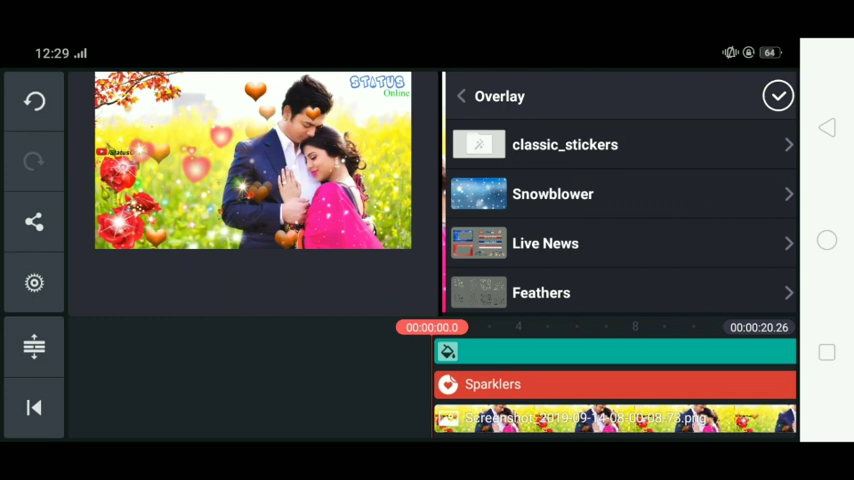 12:29
64
STATUS
Online
Overlay
classic_stickers
Snowblower
Live News
Feathers
00:00:00.0
4
8
00:00:20.26
Sparklers
Screenshot_2019-09-14-08-00-08-73.png